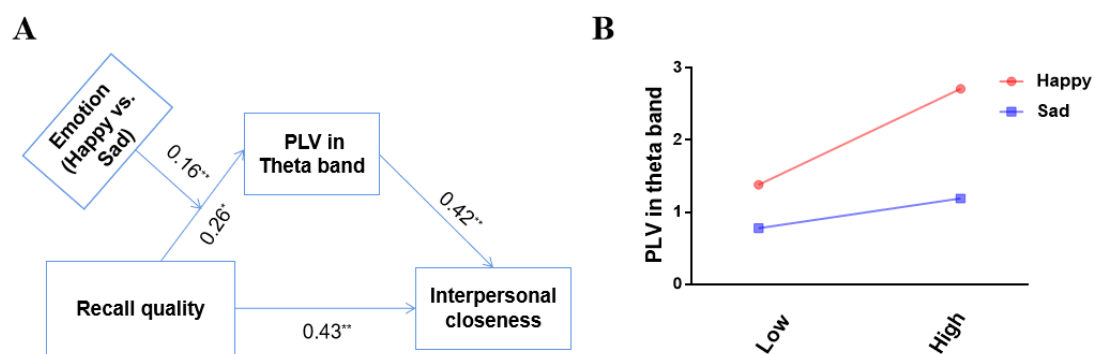 A
Emotion
(Happy vs.
Sad)
0.16**
0.26*
PLV in
Theta band
0.42**
Recall quality
0.43**
Interpersonal
closeness
B
PLV in theta band
3
2
1
0
Low
High
Happy
Sad